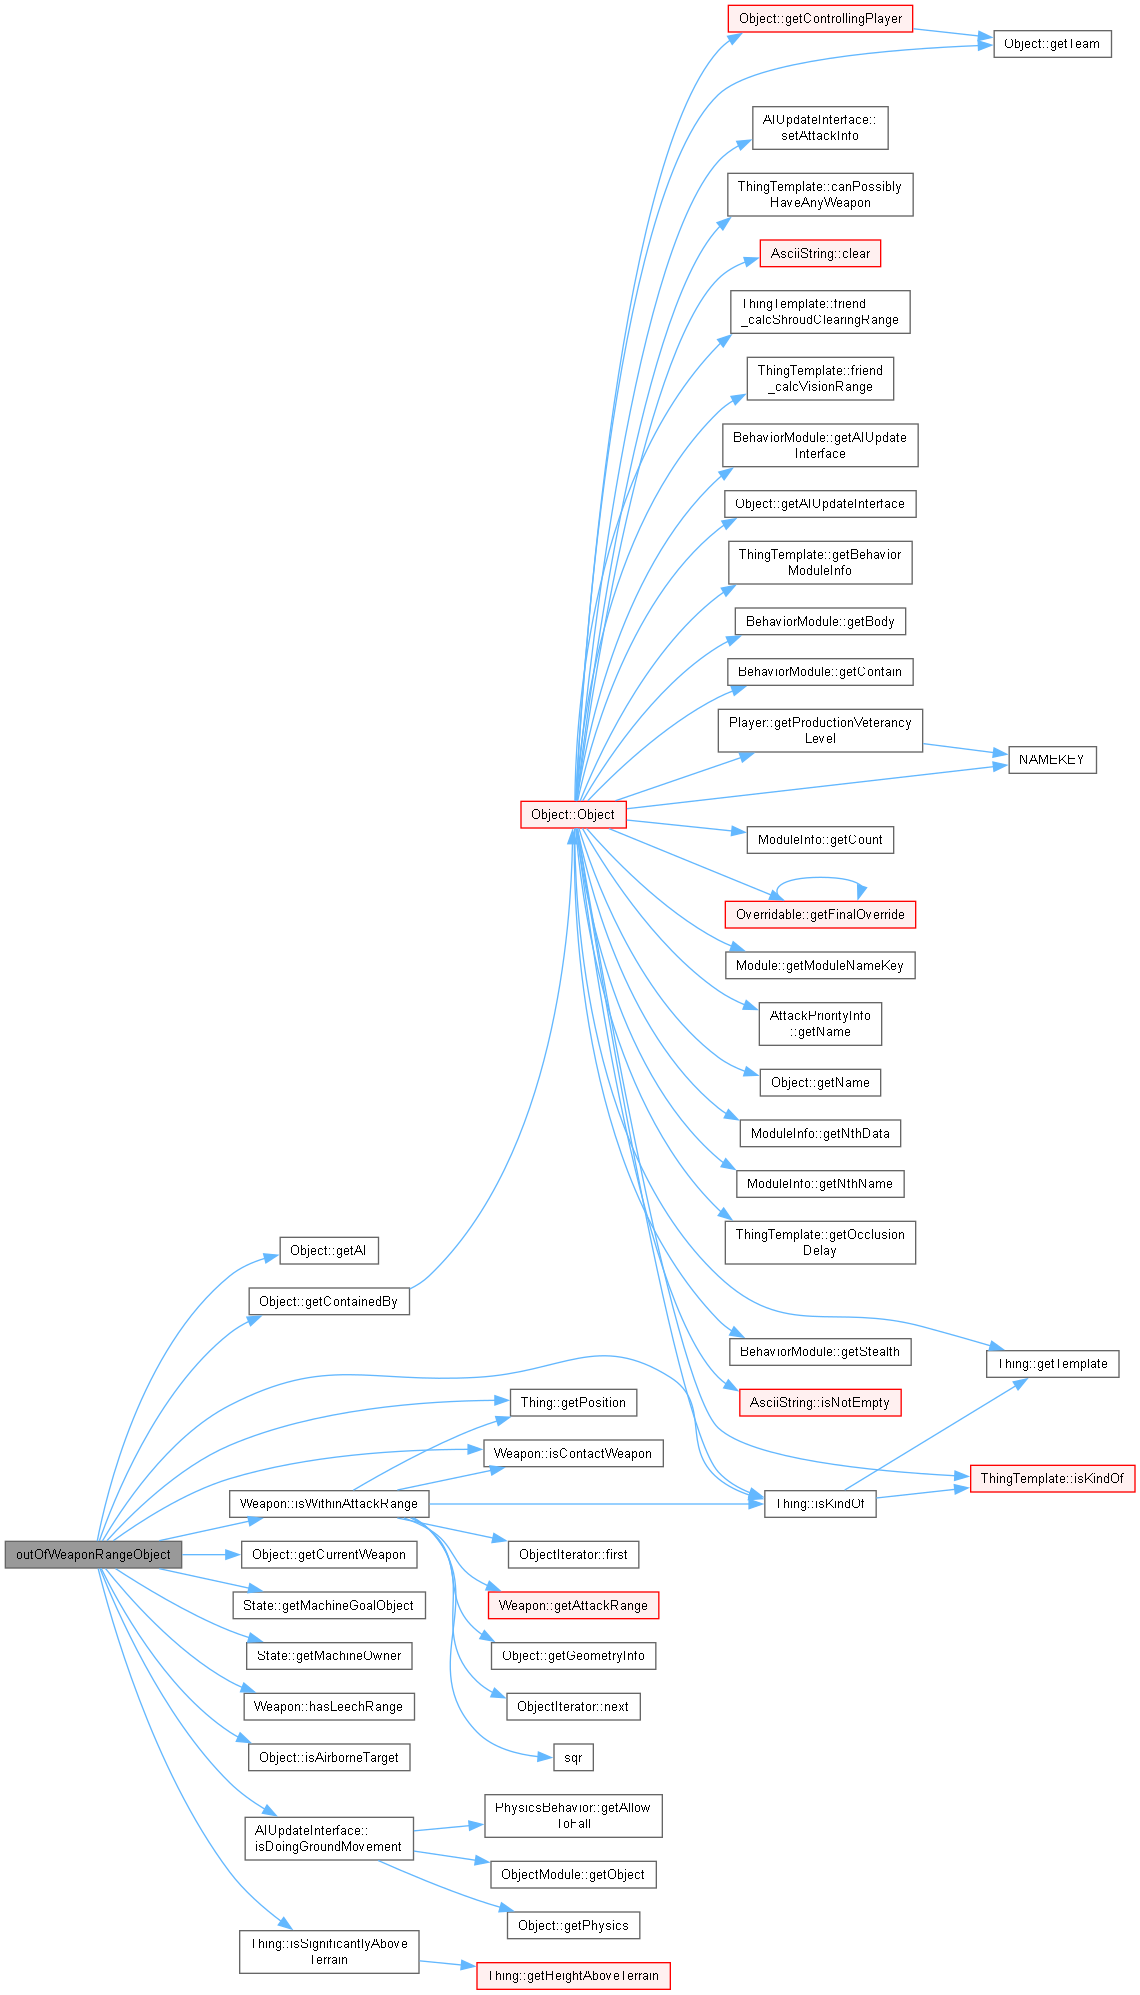 Object::getControllingPlayer
Object::getTeam
AIUpdateInterface::
setAttackInfo
ThingTemplate::canPossibly
HaveAnyWeapon
AsciiString::clear
ThingTemplate::friend
_calcShroudClearingRange
ThingTemplate::friend
_calcVisionRange
BehaviorModule::getAIUpdate
Interface
Object::getAIUpdateInterface
ThingTemplate::getBehavior
ModuleInfo
BehaviorModule::getBody
BehaviorModule::getContain
Player::getProductionVeterancy
Level
NAMEKEY
Object::Object
ModuleInfo::getCount
Overridable::getFinalOverride
Module::getModuleNameKey
AttackPriorityInfo
::getName
Object::getName
ModuleInfo::getNthData
ModuleInfo::getNthName
ThingTemplate::getOcclusion
Delay
Object::getAI
Object::getContainedBy
BehaviorModule::getStealth
Thing::getTemplate
Thing::getPosition
AsciiString::isNotEmpty
Weapon::isContactWeapon
ThingTemplate::isKindOf
Weapon::isWithinAttackRange
Thing::isKindOf
outOfWeaponRangeObject
Object::getCurrentWeapon
ObjectIterator::first
State::getMachineGoalObject
Weapon::getAttackRange
State::getMachineOwner
Object::getGeometryInfo
Weapon::hasLeechRange
ObjectIterator::next
Object::isAirborneTarget
sqr
AIUpdateInterface::
isDoingGroundMovement
PhysicsBehavior::getAllow
ToFall
ObjectModule::getObject
Object::getPhysics
Thing::isSignificantlyAbove
Terrain
Thing::getHeightAboveTerrain